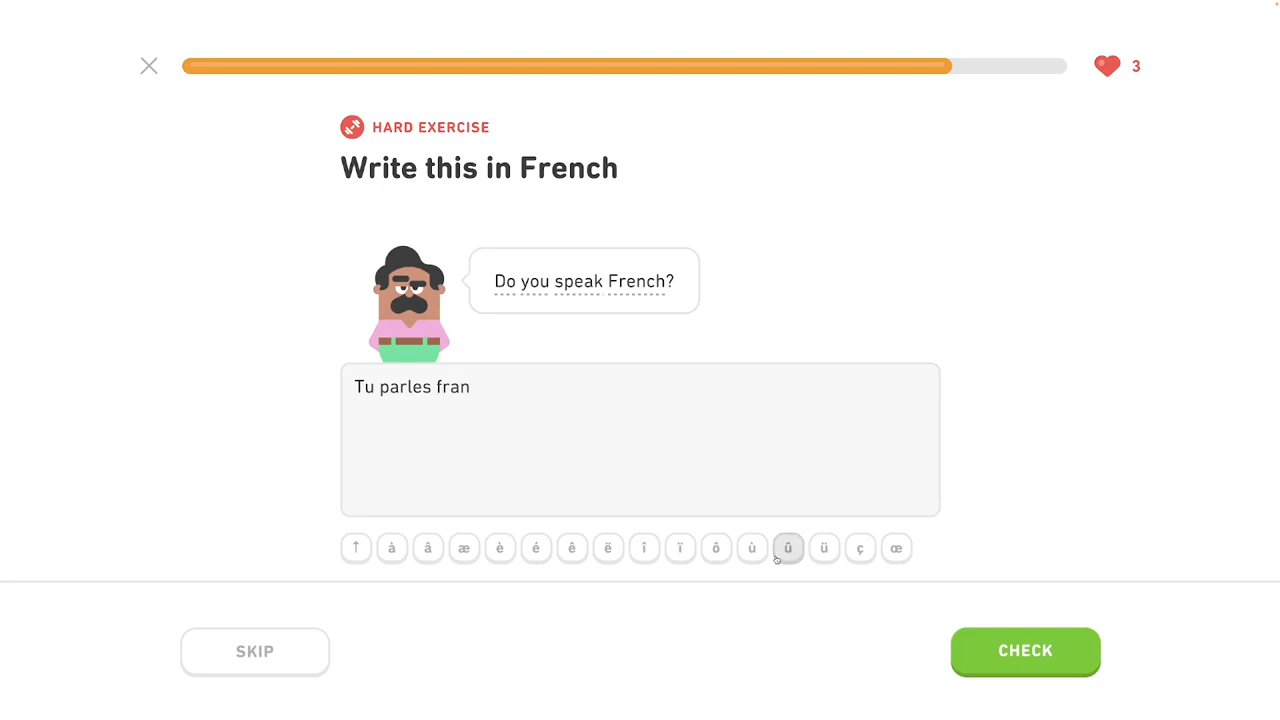 3
HARD EXERCISE
Write this in French
Do you speak French?
Tu parles fran
↑ à â æ è é ê ë î ï ô ù û ü ç œ
SKIP
CHECK